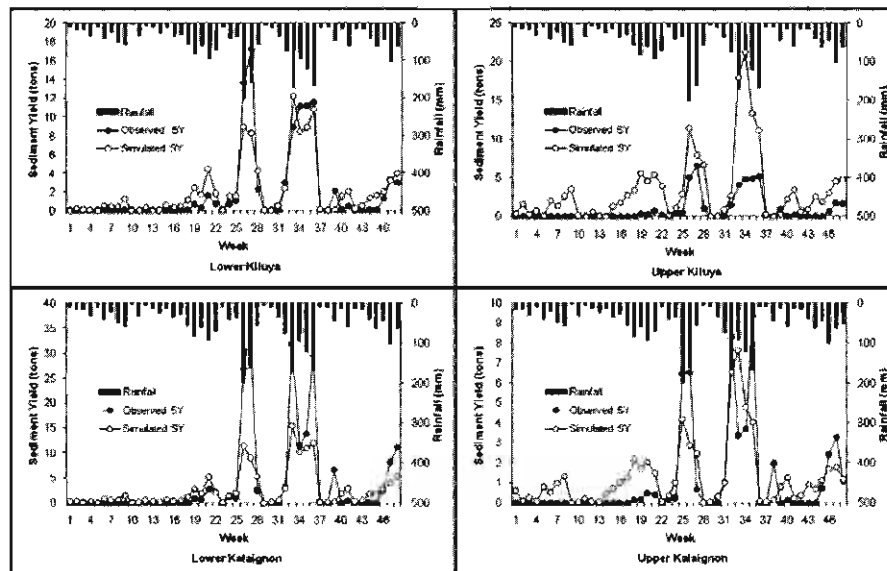 20 18 16 14 12 10 8 6 4 2 0
Sediment Yield (tons)
Rainfall
Observed SY
Simulated SY
0 100 200 300 400 500
Rainfall (mm)
1 4 7 10 13 16 19 22 25 28 31 34 37 40 43 46
Week
Lower Kiluya
25 20 15 10 5 0
Sediment Yield (tons)
Rainfall
Observed SY
Simulated SY
0 100 200 300 400 500
Rainfall (mm)
1 4 7 10 13 16 19 22 25 28 31 34 37 40 43 46
Week
Upper Kiluya
40 35 30 25 20 15 10 5 0
Sediment Yield (tons)
Rainfall
Observed SY
Simulated SY
0 100 200 300 400 500
Rainfall (mm)
1 4 7 10 13 16 19 22 25 28 31 34 37 40 43 46
Week
Lower Kalaignon
10 9 8 7 6 5 4 3 2 1 0
Sediment Yield (tons)
Rainfall
Observed SY
Simulated SY
0 100 200 300 400 500
Rainfall (mm)
1 4 7 10 13 16 19 22 25 28 31 34 37 40 43 46
Week
Upper Kalaignon